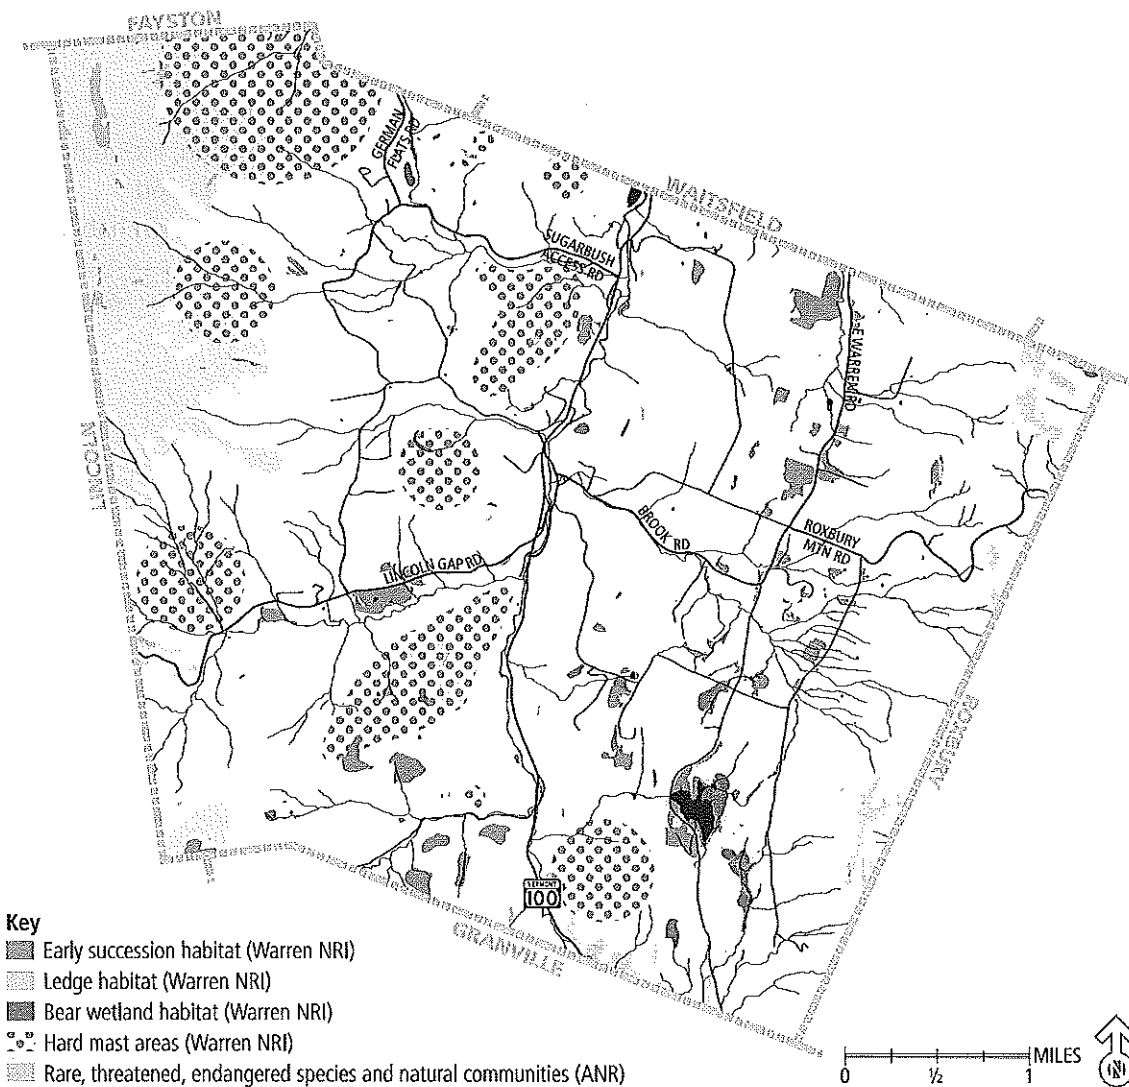 FAYSTON
GERMAN
FLATS RD
WAITSFIELD
SUGARBUSH
ACCESS RD
E WARREN RD
LINCOLN
BROOK RD
ROXBURY
MTN RD
LINCOLN GAP RD
ROXBURY
VERMONT
100
GRANVILLE
Key
Early succession habitat (Warren NRI)
Ledge habitat (Warren NRI)
Bear wetland habitat (Warren NRI)
Hard mast areas (Warren NRI)
Rare, threatened, endangered species and natural communities (ANR)
MILES
0 1/2 1
N